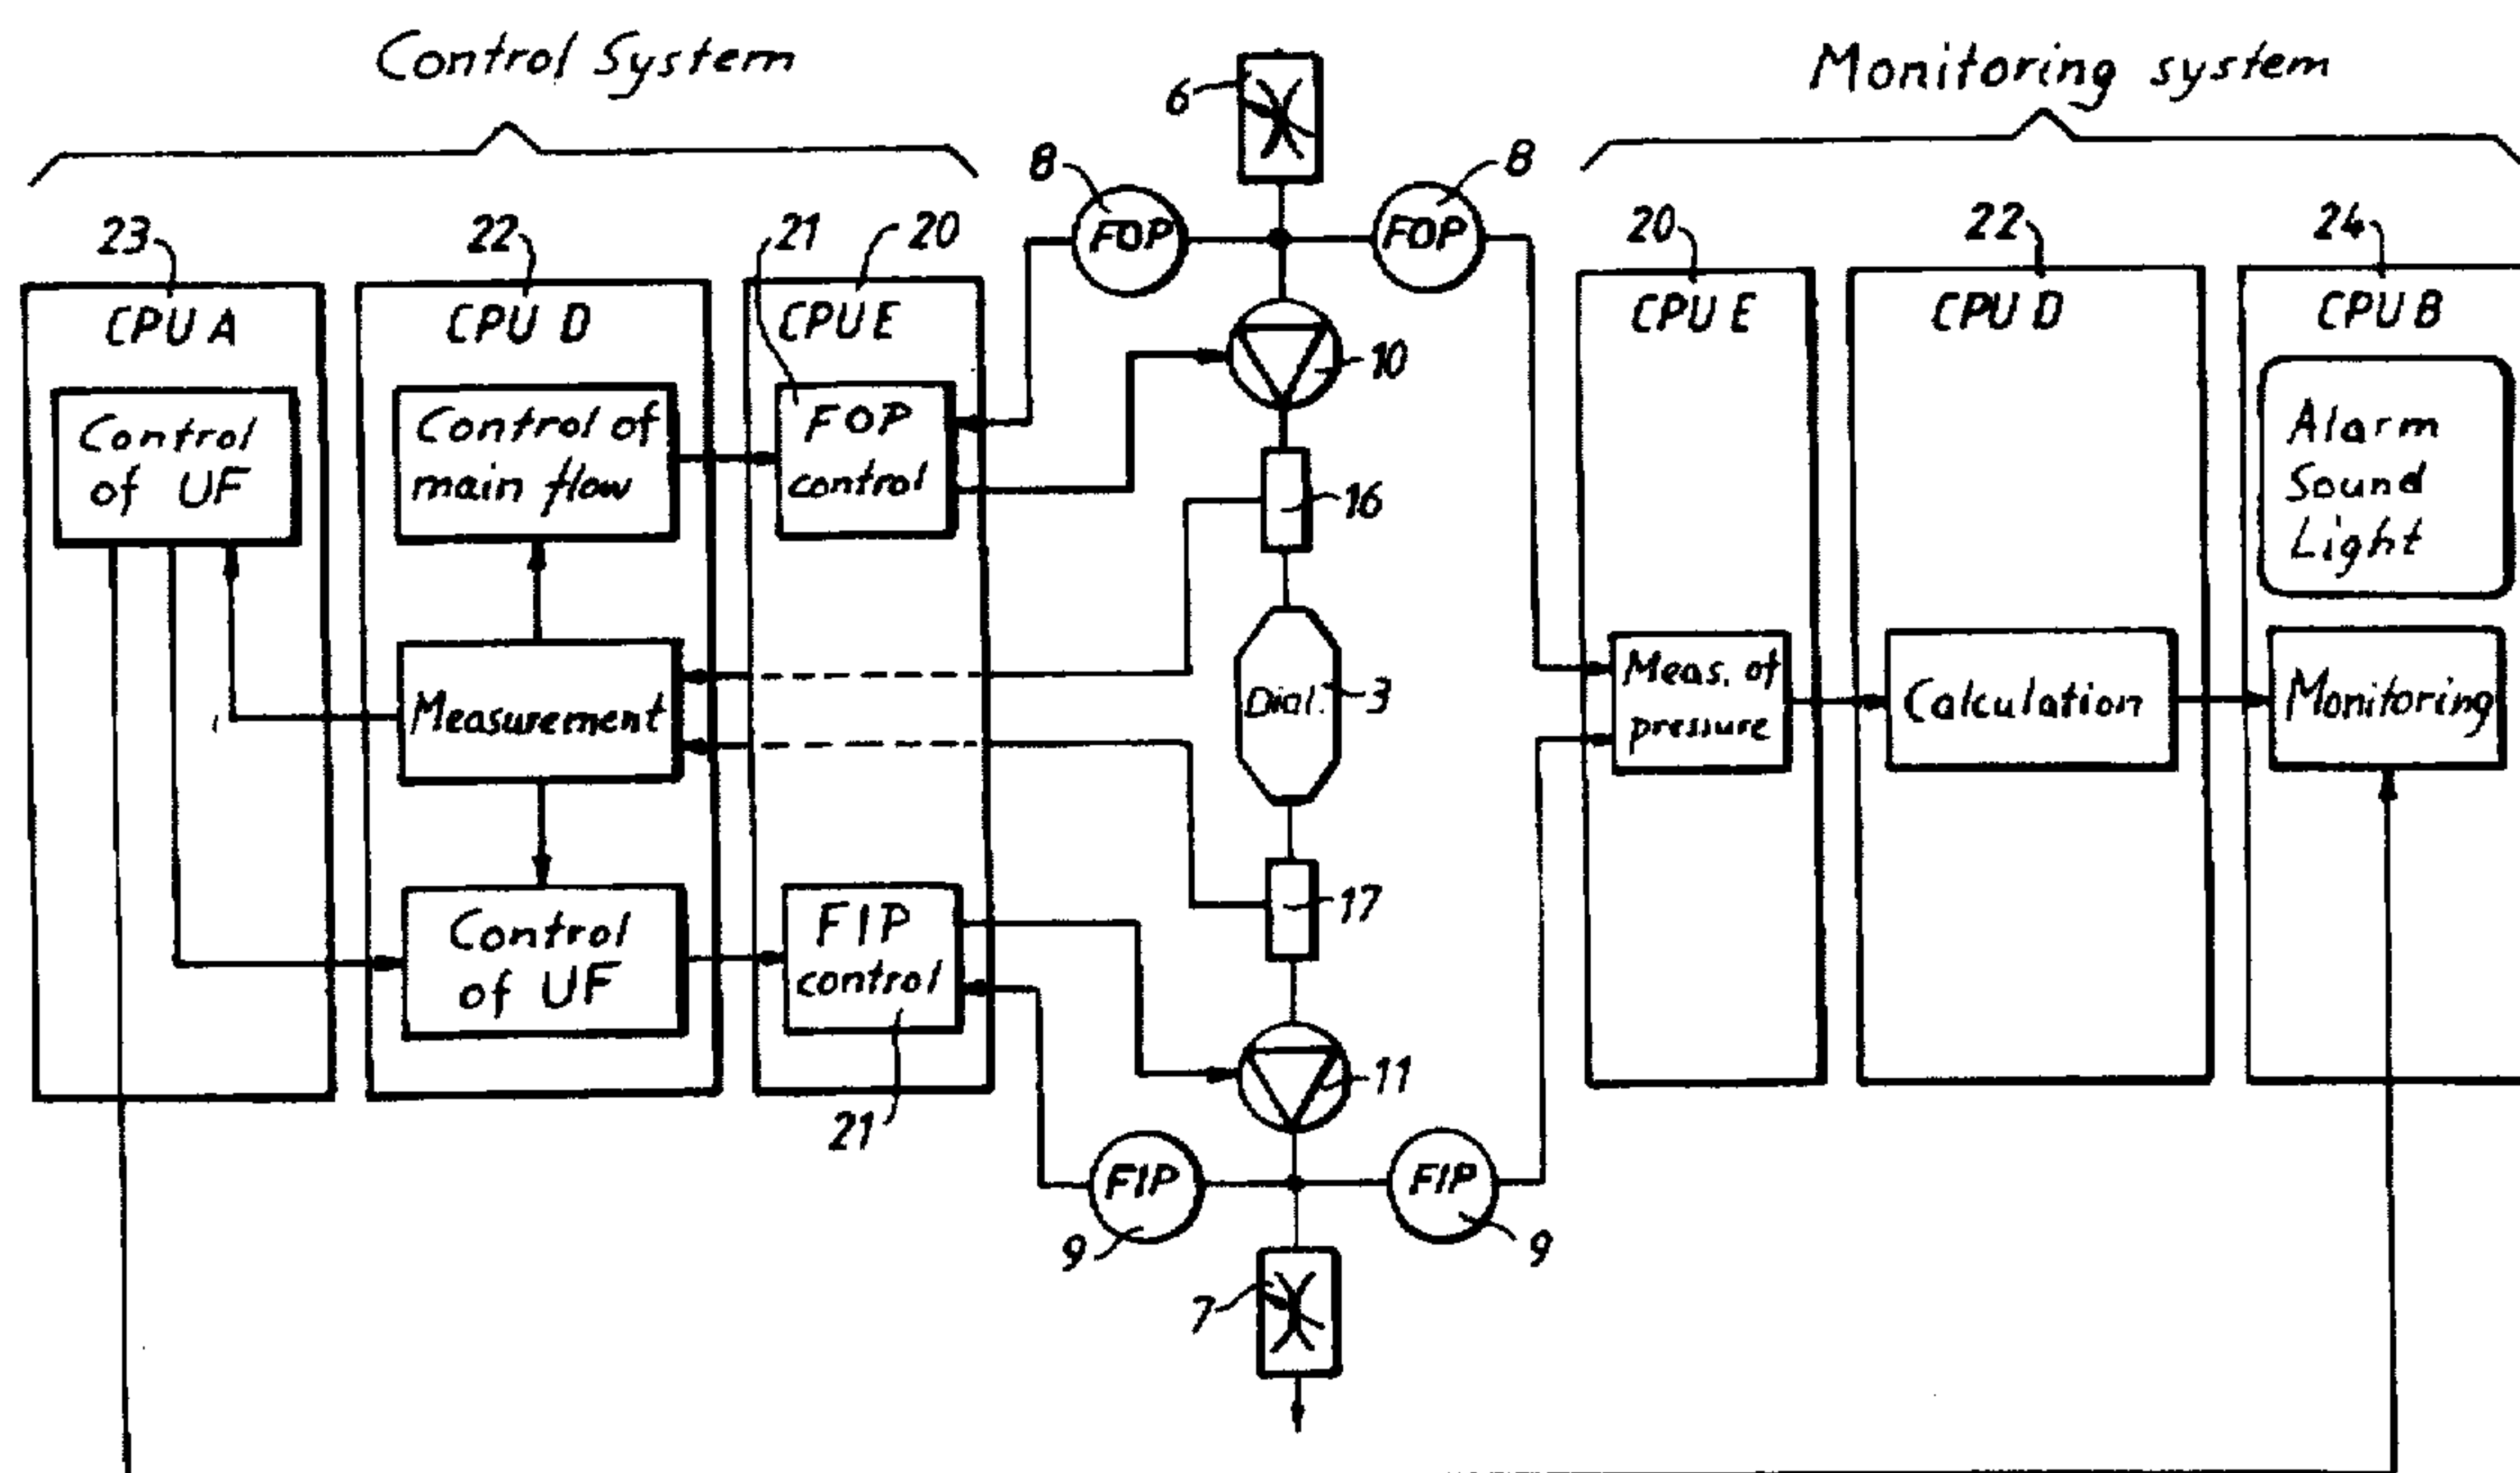 Control System
Monitoring system
6
8
8
23
22
21
20
FOP
FOP
20
22
24
CPU A
CPU D
CPU E
CPU E
CPU D
CPU B
10
Control
of UF
Control of
main flow
FOP
control
Alarm
Sound
Light
16
Measurement
Dial.
3
Meas. of
pressure
Calculation
Monitoring
17
Control
of UF
FIP
control
11
21
FIP
FIP
9
9
7